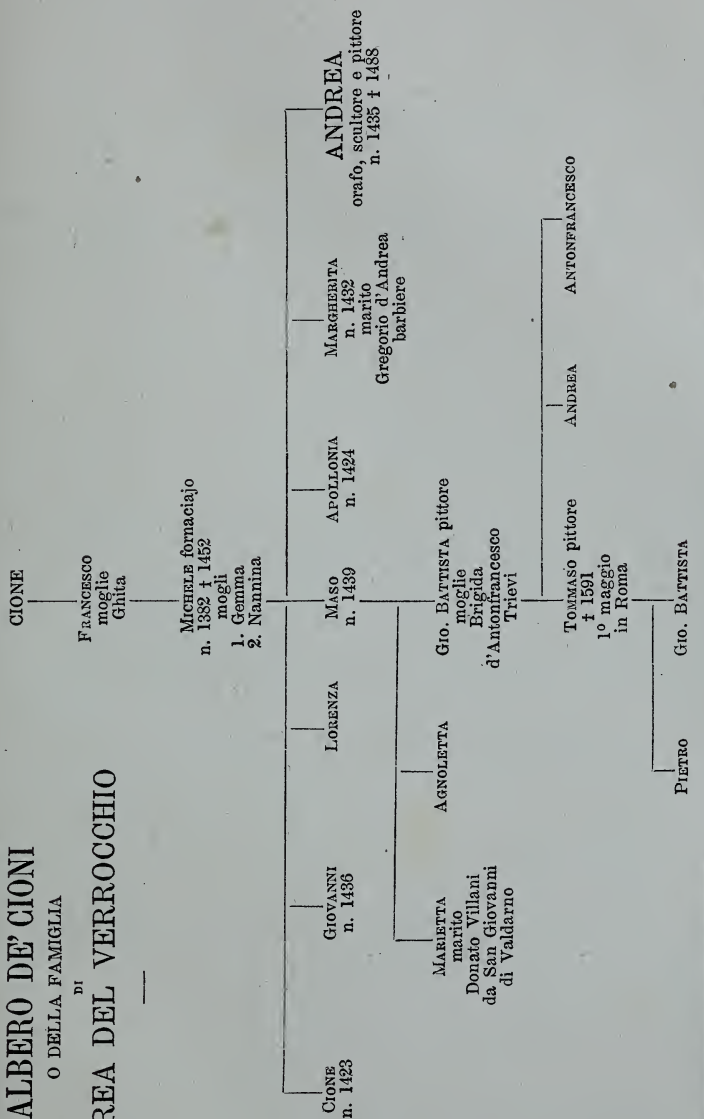 ALBERO DE' CIONI
O DELLA FAMIGLIA
DI
REA DEL VERROCCHIO
CIONE
FRANCESCO
moglie
Ghita
MICHELE fornaciajo
n. 1382 † 1452
mogli
1. Gemma
2. Nannina
CIONE
n. 1423
GIOVANNI
n. 1436
LORENZA
MASO
n. 1439
APOLLONIA
n. 1424
MARGHERITA
n. 1432
marito
Gregorio d'Andrea
barbiere
ANDREA
orafo, scultore e pittore
n. 1435 † 1488
MARIETTA
marito
Donato Villani
da San Giovanni
di Valdarno
AGNOLETTA
GIO. BATTISTA pittore
moglie
Brigida
d'Antonfrancesco
Trievi
TOMMASO pittore
† 1591
1º maggio
in Roma
ANDREA
ANTONFRANCESCO
PIETRO
GIO. BATTISTA